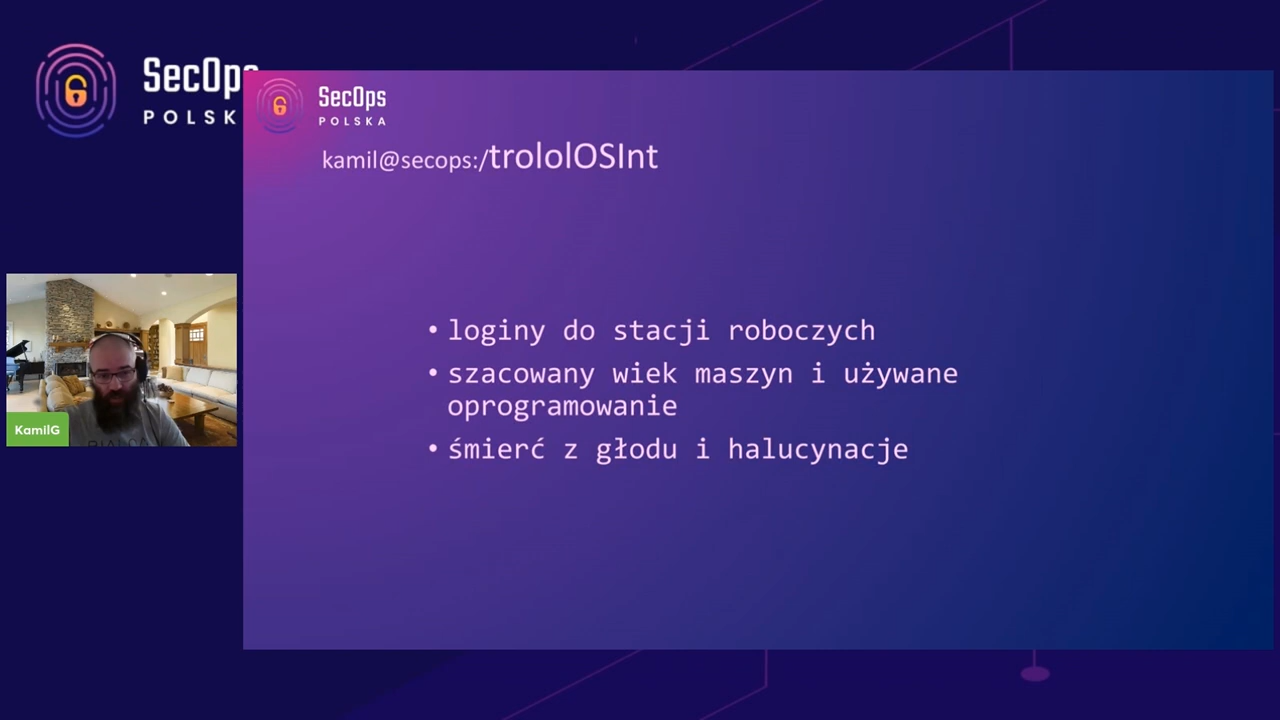 SecOps
POLSK
SecOps
POLSKA
kamil@secops:/trololOSInt
• loginy do stacji roboczych
• szacowany wiek maszyn i używane
oprogramowanie
• śmierć z głodu i halucynacje
KamilG